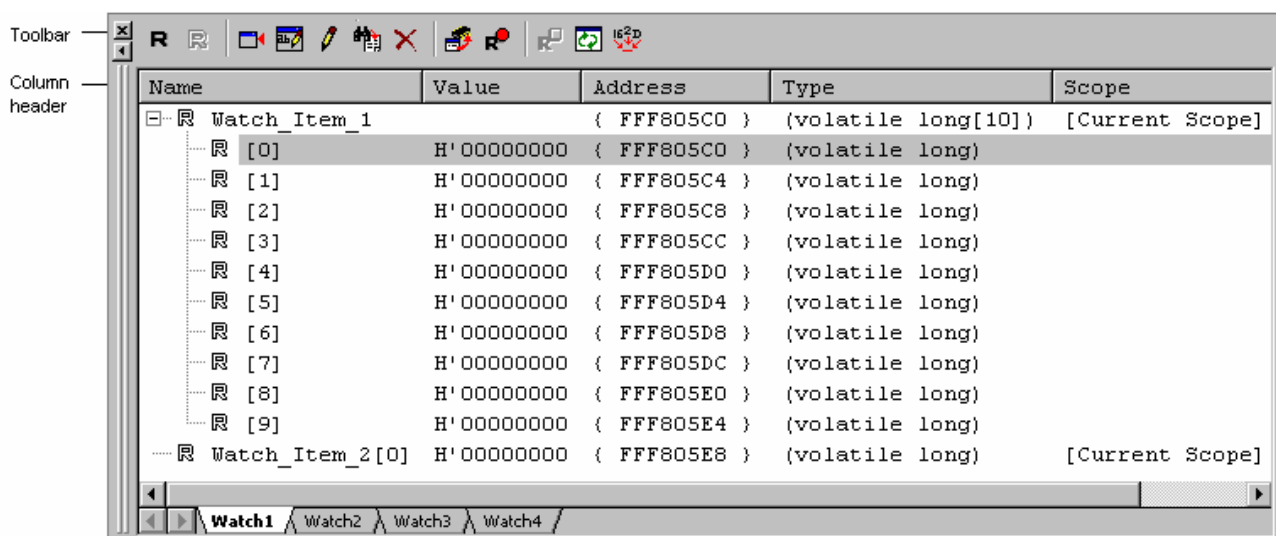 Toolbar
Column header
Name Value Address Type Scope
R Watch_Item_1 { FFF805C0 } (volatile long[10]) [Current Scope]
R [0] H'00000000 { FFF805C0 } (volatile long)
R [1] H'00000000 { FFF805C4 } (volatile long)
R [2] H'00000000 { FFF805C8 } (volatile long)
R [3] H'00000000 { FFF805CC } (volatile long)
R [4] H'00000000 { FFF805D0 } (volatile long)
R [5] H'00000000 { FFF805D4 } (volatile long)
R [6] H'00000000 { FFF805D8 } (volatile long)
R [7] H'00000000 { FFF805DC } (volatile long)
R [8] H'00000000 { FFF805E0 } (volatile long)
R [9] H'00000000 { FFF805E4 } (volatile long)
R Watch_Item_2[0] H'00000000 { FFF805E8 } (volatile long) [Current Scope]
Watch1 Watch2 Watch3 Watch4